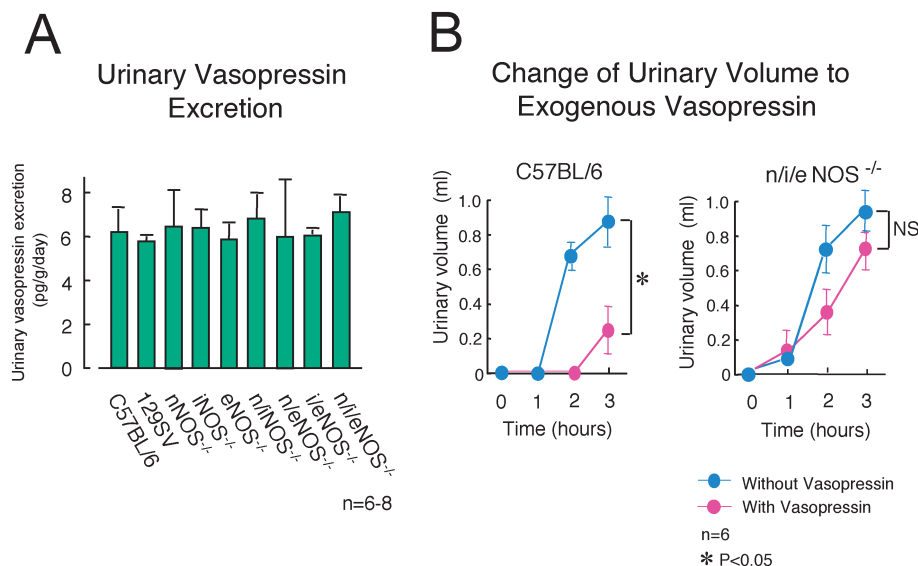 A
Urinary Vasopressin
Excretion
Urinary vasopressin excretion
(pg/g/day)
8
6
4
2
0
C57BL/6
129SV
nNOS-/-
iNOS-/-
eNOS-/-
n/iNOS-/-
n/eNOS-/-
i/eNOS-/-
n/i/eNOS-/-
n=6-8
B
Change of Urinary Volume to
Exogenous Vasopressin
C57BL/6
Urinary volume (ml)
1.0
0.8
0.6
0.4
0.2
0
*
0 1 2 3
Time (hours)
n/i/e NOS -/-
Urinary volume (ml)
1.0
0.8
0.6
0.4
0.2
0
NS
0 1 2 3
Time (hours)
Without Vasopressin
With Vasopressin
n=6
* P<0.05